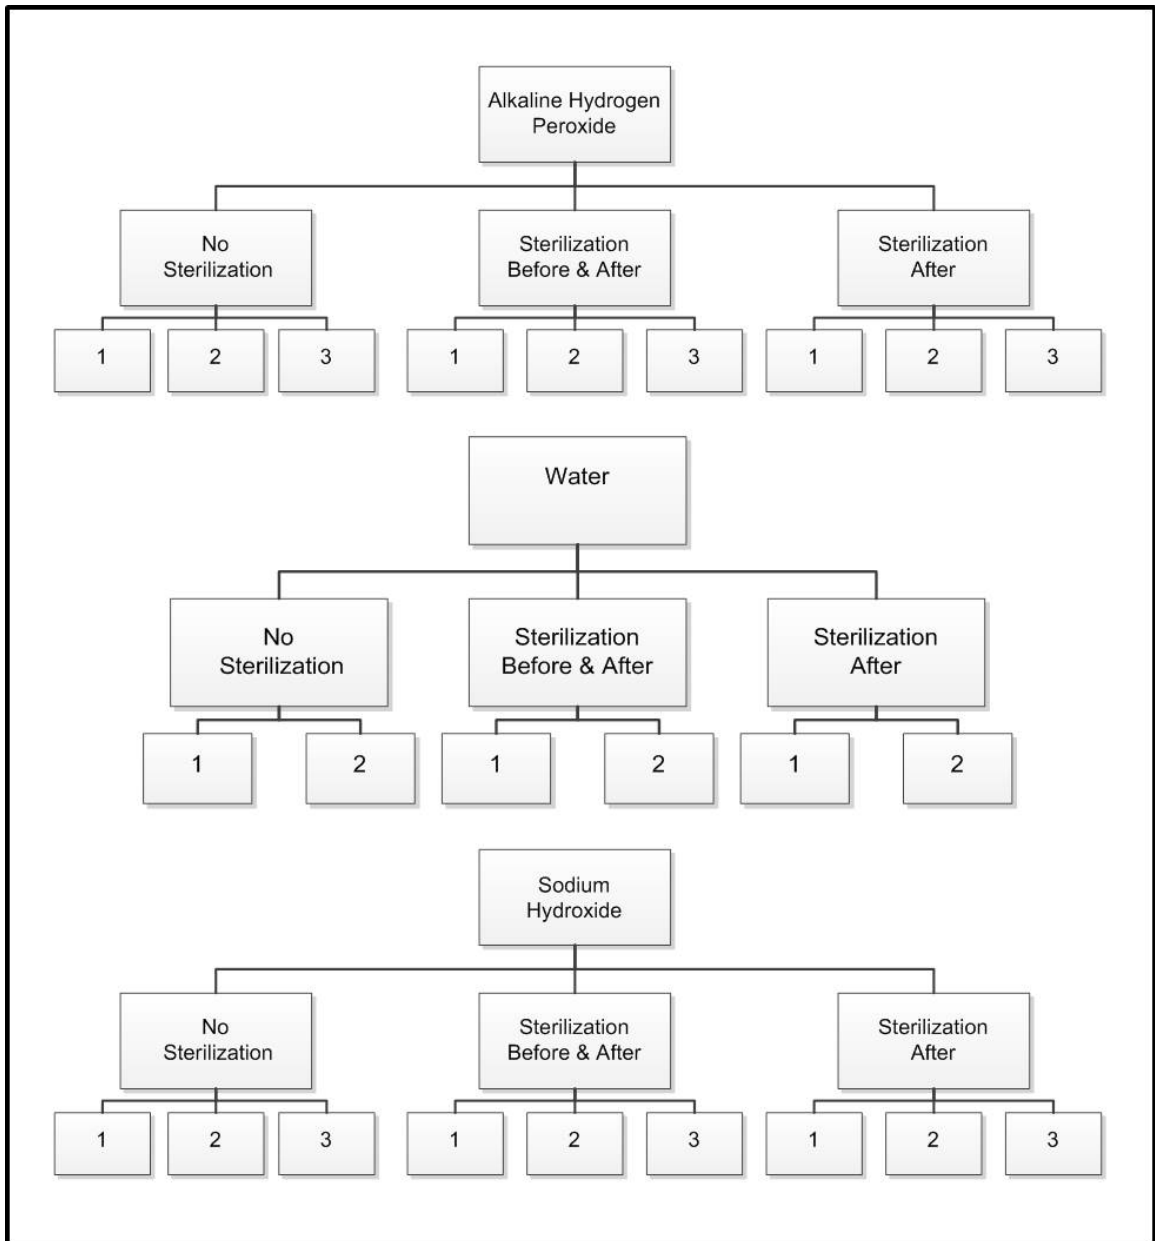 Alkaline Hydrogen
Peroxide
No
Sterilization
Sterilization
Before & After
Sterilization
After
1 2 3 1 2 3 1 2 3
Water
No
Sterilization
Sterilization
Before & After
Sterilization
After
1 2 1 2 1 2
Sodium
Hydroxide
No
Sterilization
Sterilization
Before & After
Sterilization
After
1 2 3 1 2 3 1 2 3